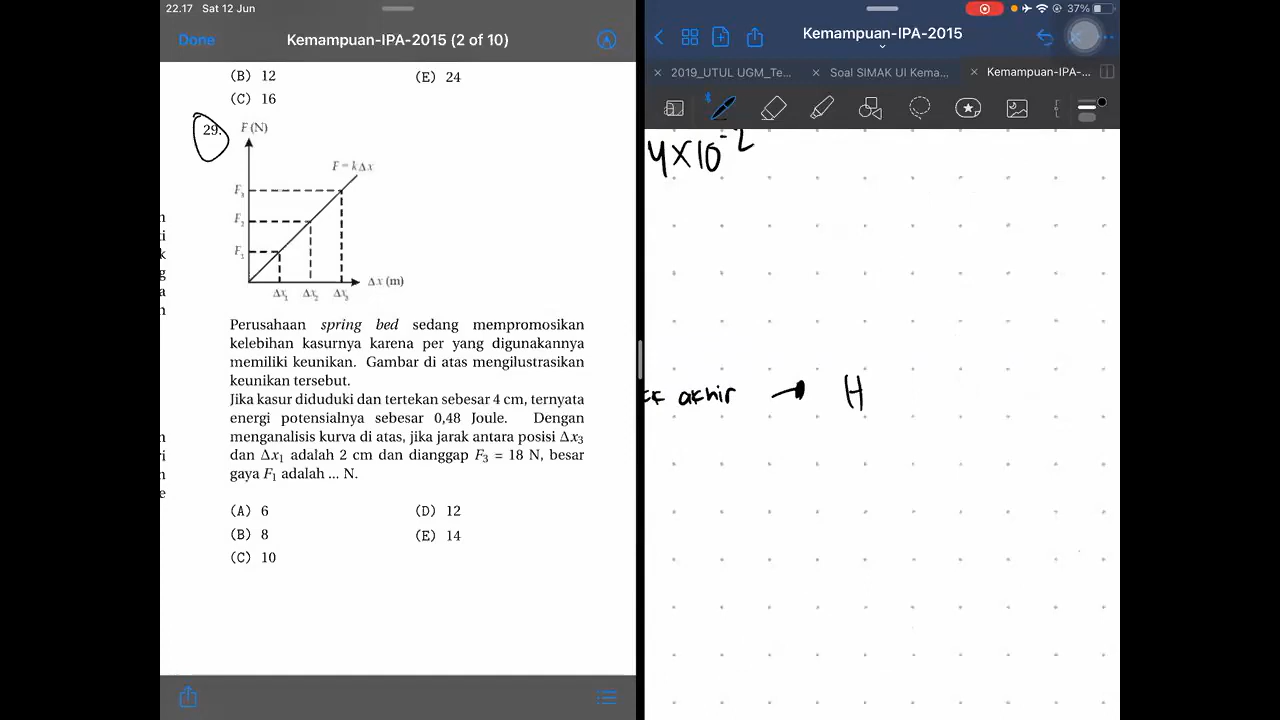 22.17 Sat 12 Jun
Done Kemampuan-IPA-2015 (2 of 10)
(B) 12 (E) 24
(C) 16
29. F (N)
F = kΔx
F3
F2
F1
Δx (m)
Δx1 Δx2 Δx3
Perusahaan spring bed sedang mempromosikan
kelebihan kasurnya karena per yang digunakannya
memiliki keunikan. Gambar di atas mengilustrasikan
keunikan tersebut.
Jika kasur diduduki dan tertekan sebesar 4 cm, ternyata
energi potensialnya sebesar 0,48 Joule. Dengan
menganalisis kurva di atas, jika jarak antara posisi Δx3
dan Δx1 adalah 2 cm dan dianggap F3 = 18 N, besar
gaya F1 adalah ... N.
(A) 6 (D) 12
(B) 8 (E) 14
(C) 10
37%
Kemampuan-IPA-2015
2019_UTUL UGM_Te...
Soal SIMAK UI Kema...
Kemampuan-IPA-...
4x10-2
akhir → H